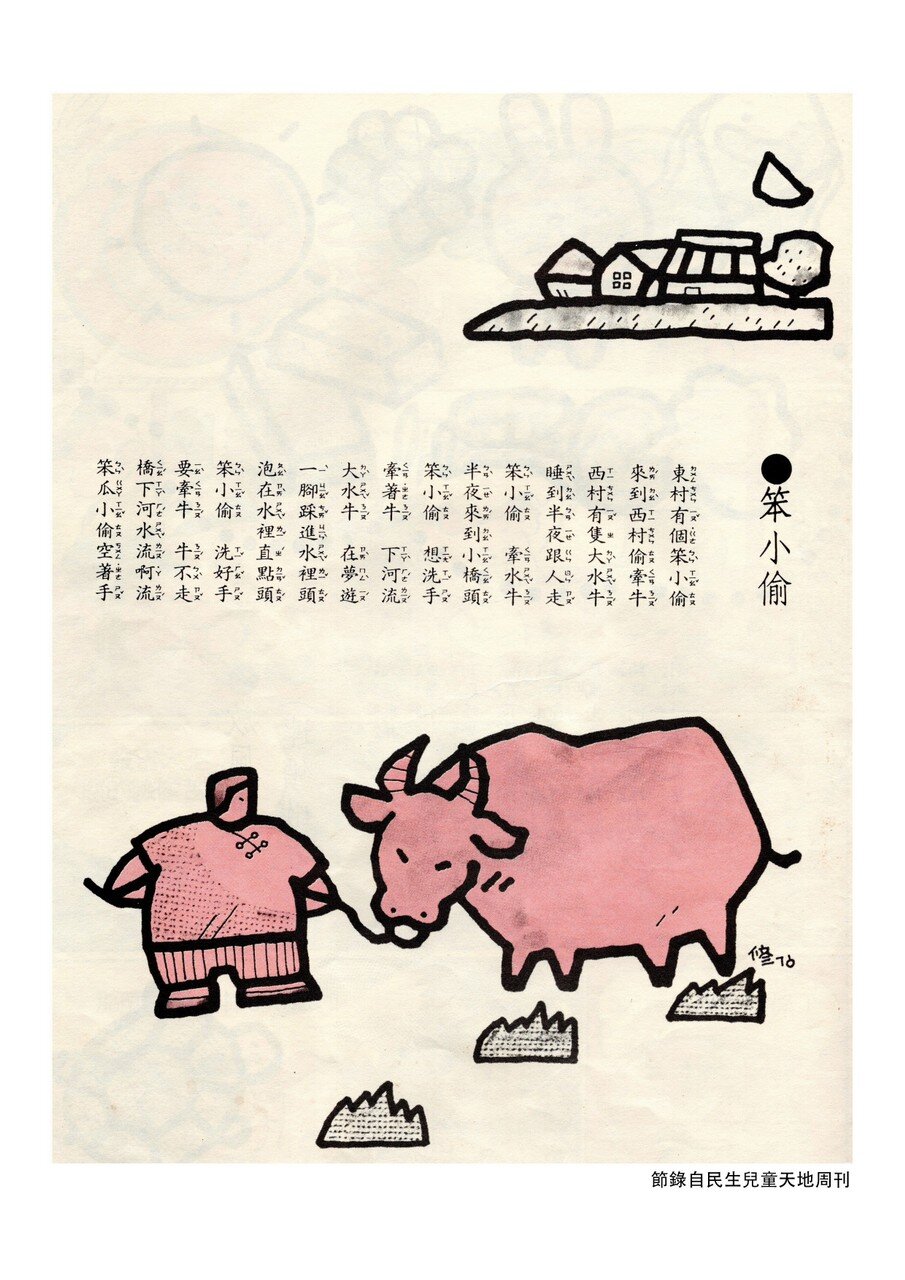 ●笨小偷
東村有個笨小偷
來到西村偷牽牛
西村有隻大水牛
睡到半夜跟人走
笨小偷 牽水牛
半夜來到小橋頭
笨小偷 想洗手
牽著牛 下河流
大水牛 在夢遊
一腳踩進水裡頭
泡在水裡直點頭
笨小偷 洗好手
要牽牛 牛不走
橋下河水流啊流
笨瓜小偷空著手
修76
節錄自民生兒童天地周刊